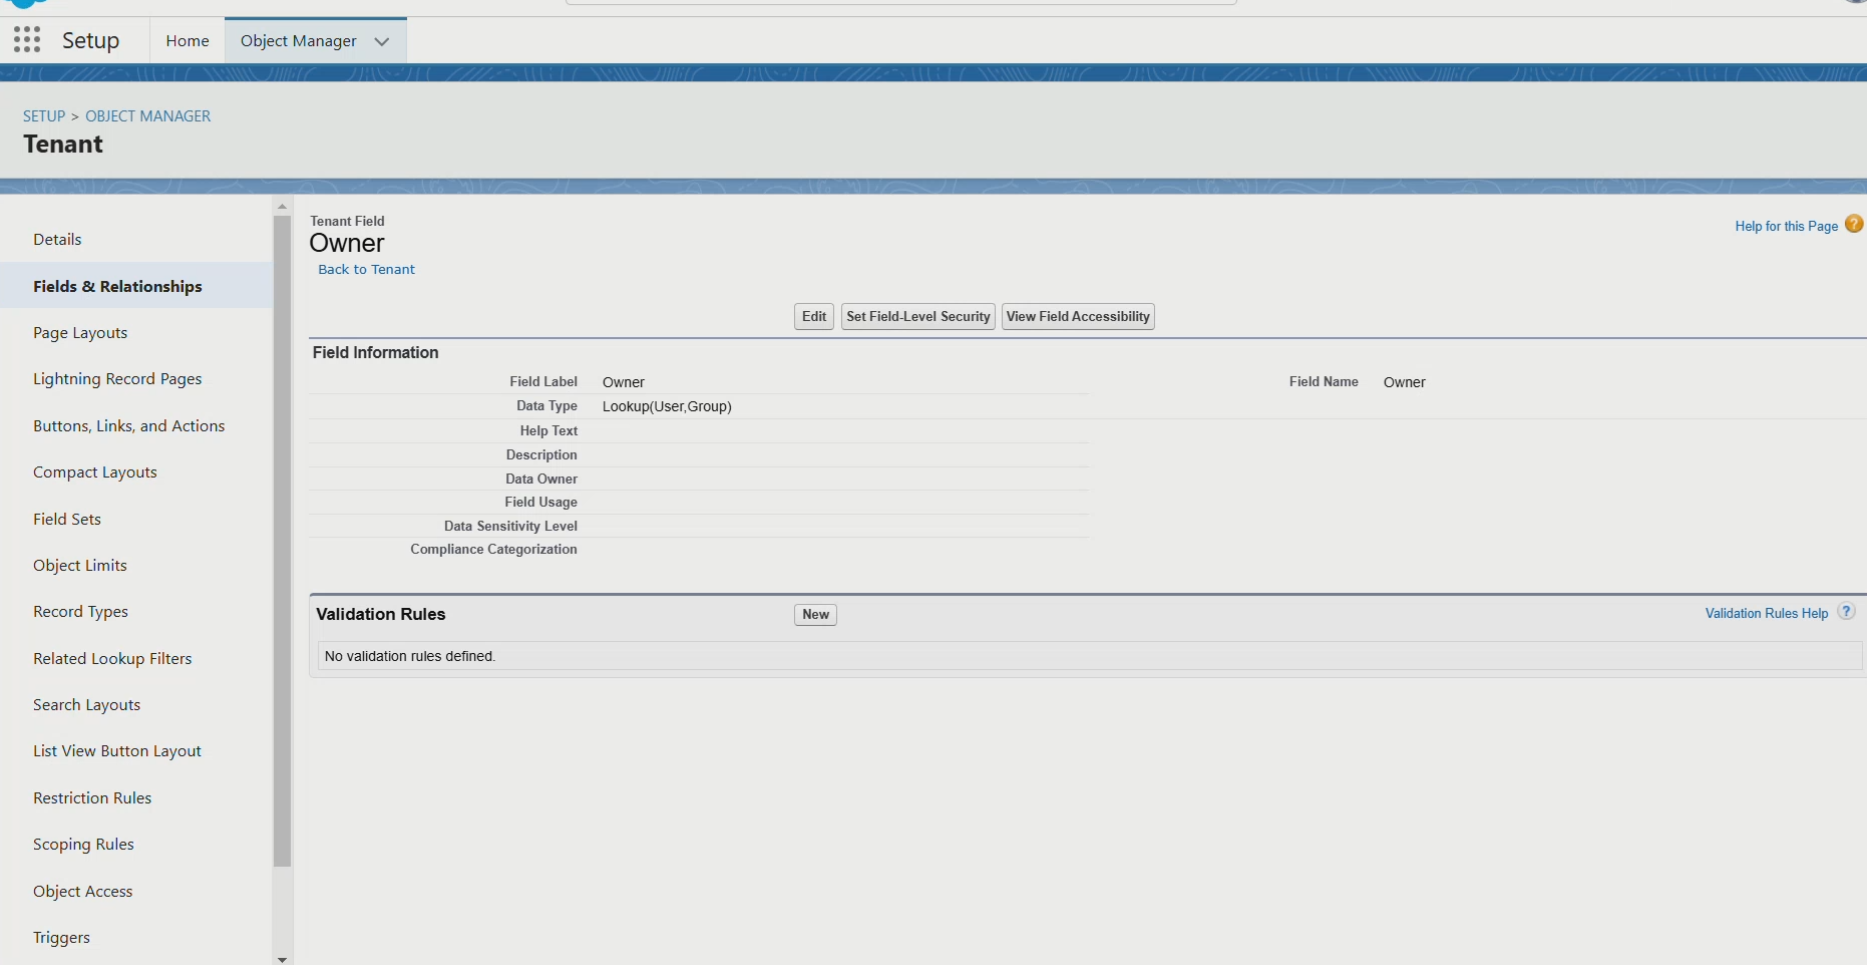 Setup
Home
Object Manager
SETUP > OBJECT MANAGER
Tenant
Details
Fields & Relationships
Page Layouts
Lightning Record Pages
Buttons, Links, and Actions
Compact Layouts
Field Sets
Object Limits
Record Types
Related Lookup Filters
Search Layouts
List View Button Layout
Restriction Rules
Scoping Rules
Object Access
Triggers
Tenant Field
Owner
Back to Tenant
Help for this Page ?
Edit
Set Field-Level Security
View Field Accessibility
Field Information
Field Label Owner
Field Name Owner
Data Type Lookup(User,Group)
Help Text
Description
Data Owner
Field Usage
Data Sensitivity Level
Compliance Categorization
Validation Rules
New
Validation Rules Help ?
No validation rules defined.